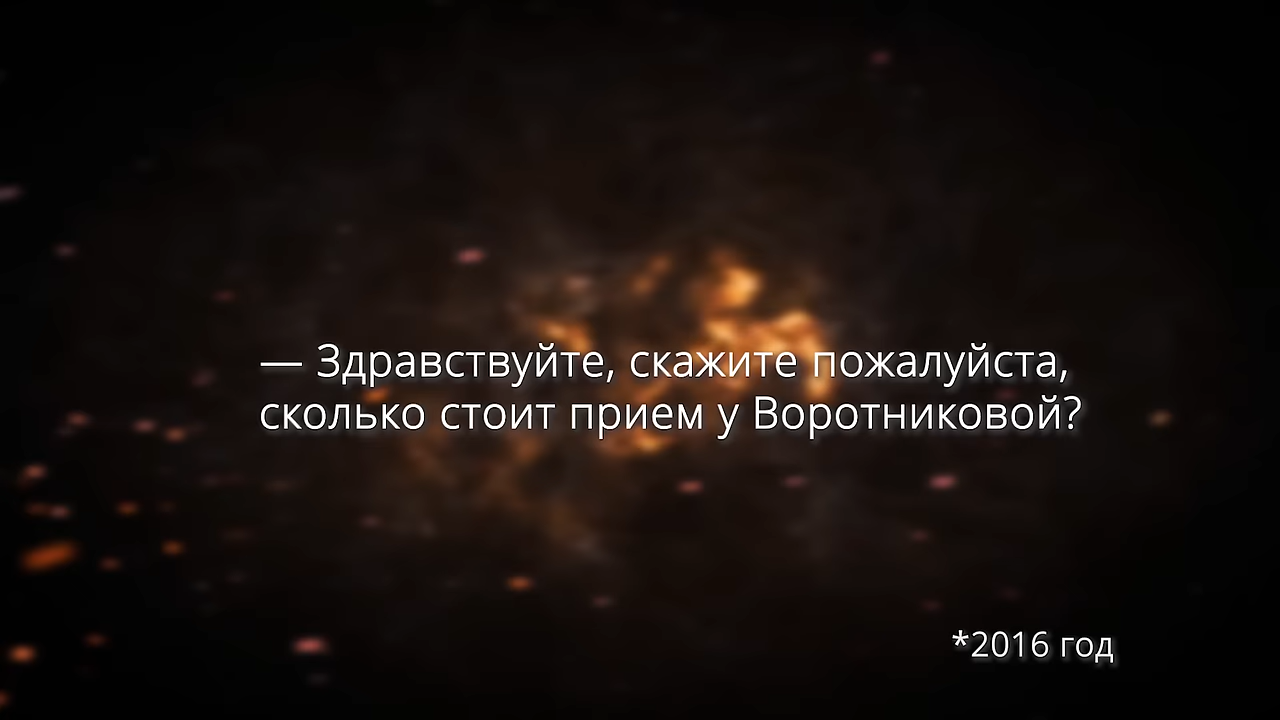 — Здравствуйте, скажите пожалуйста,
сколько стоит прием у Воротниковой?
*2016 год